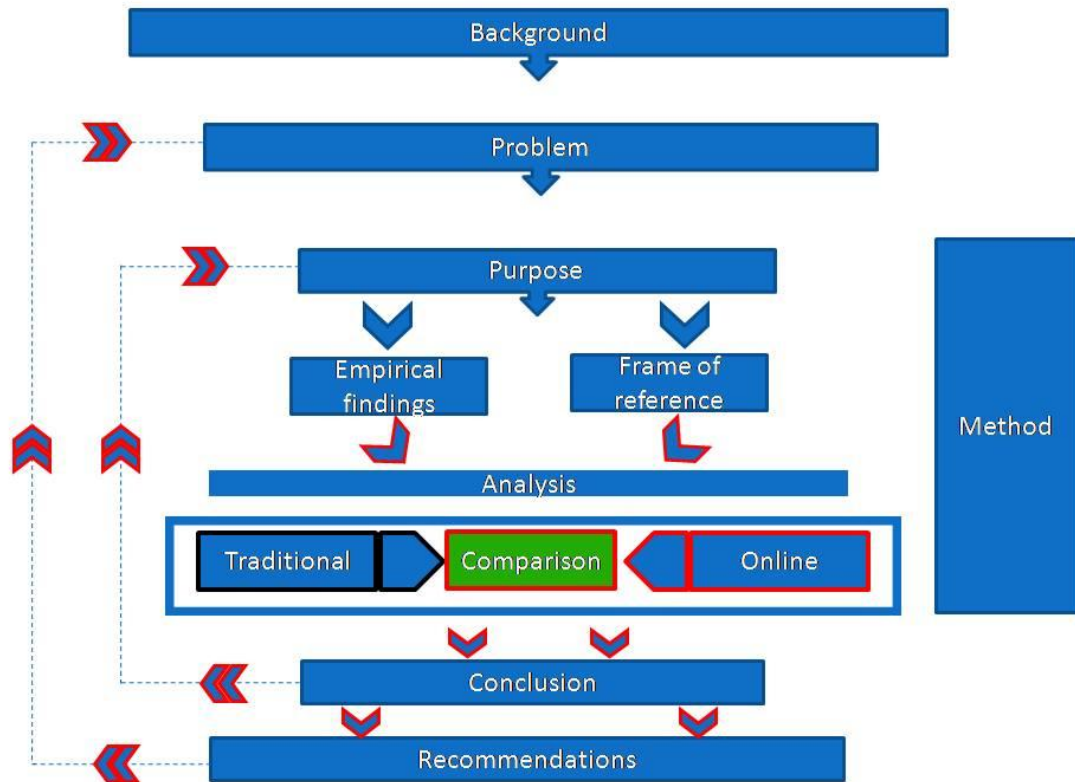 Background
Problem
Purpose
Empirical
findings
Frame of
reference
Method
Analysis
Traditional
Comparison
Online
Conclusion
Recommendations